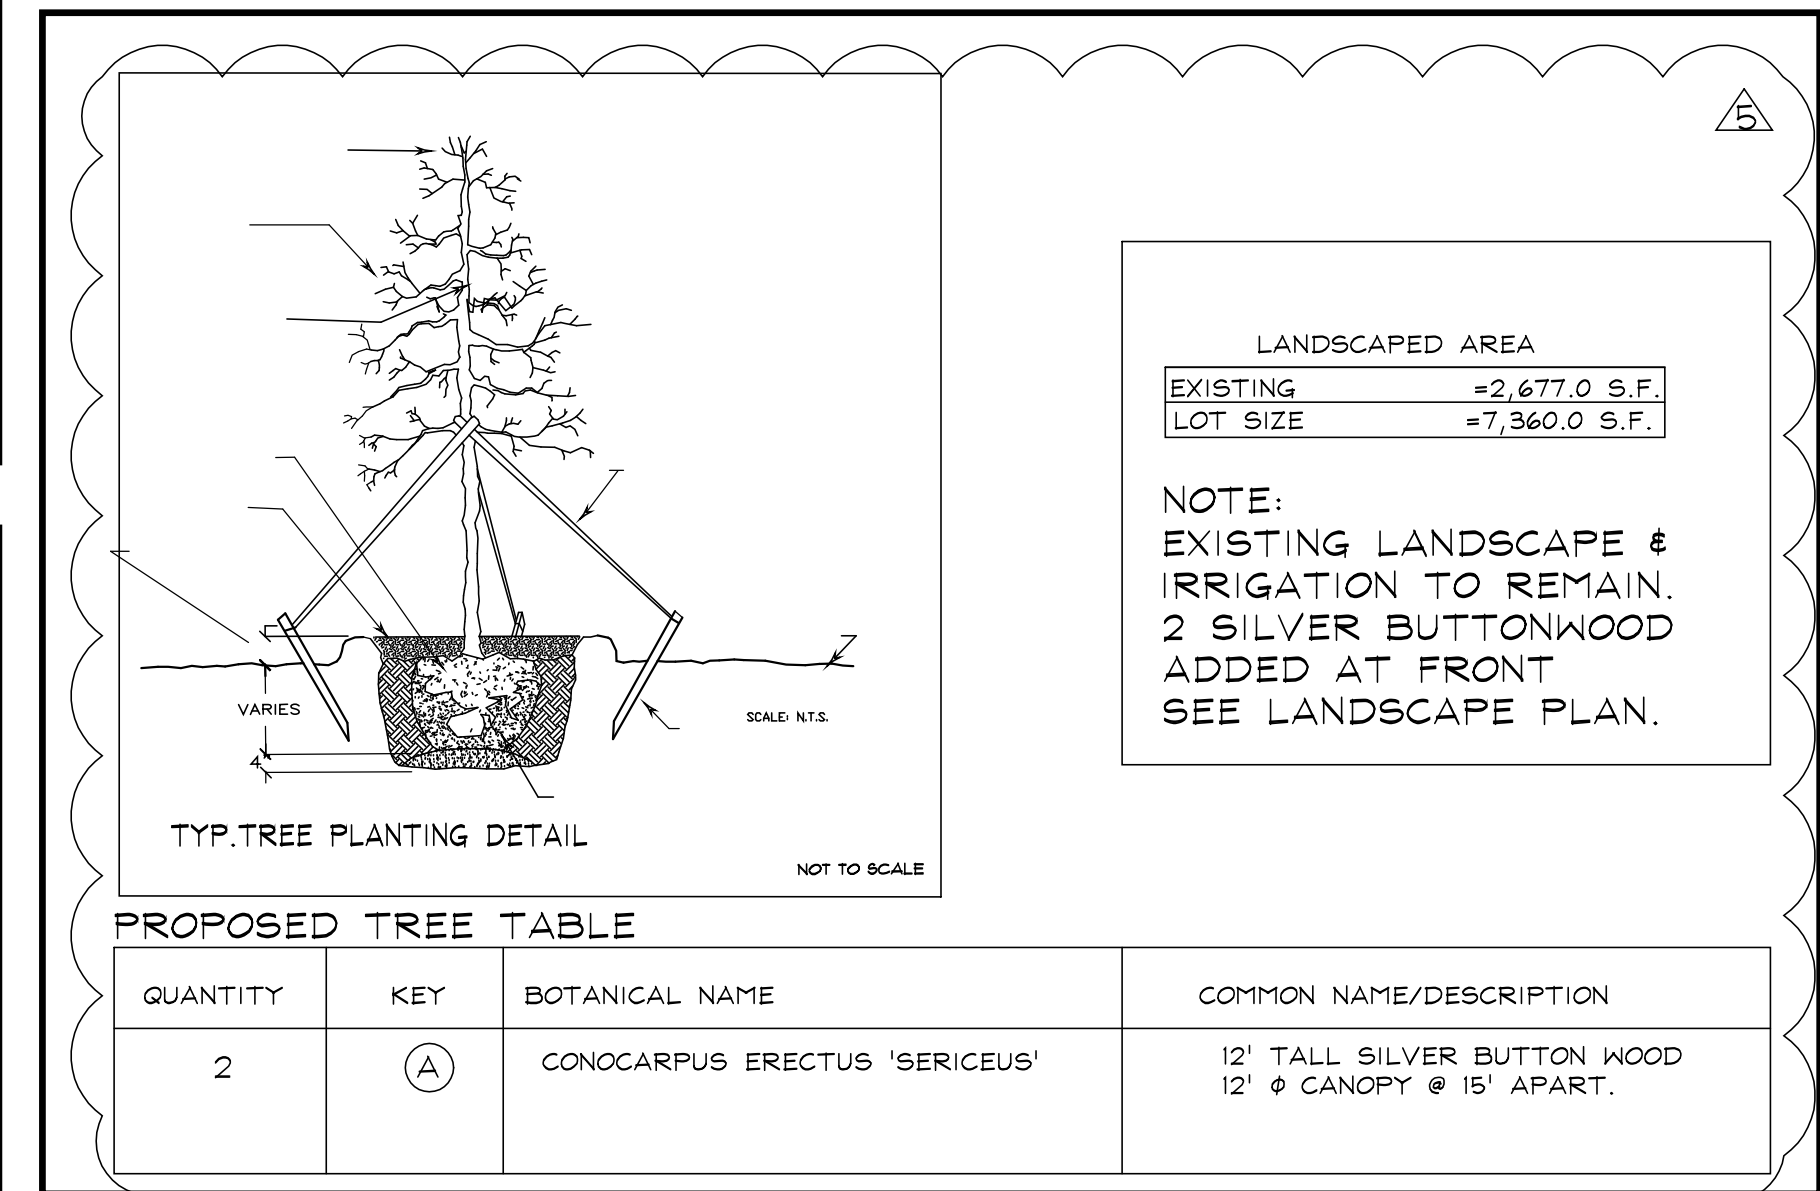 5
LANDSCAPED AREA
EXISTING =2,677.0 S.F.
LOT SIZE =7,360.0 S.F.
NOTE:
EXISTING LANDSCAPE &
IRRIGATION TO REMAIN.
2 SILVER BUTTONWOOD
ADDED AT FRONT
SEE LANDSCAPE PLAN.
VARIES
4"
SCALE: N.T.S.
TYP.TREE PLANTING DETAIL
NOT TO SCALE
PROPOSED TREE TABLE
QUANTITY KEY BOTANICAL NAME COMMON NAME/DESCRIPTION
2 A CONOCARPUS ERECTUS 'SERICEUS' 12' TALL SILVER BUTTON WOOD
12' Φ CANOPY @ 15' APART.